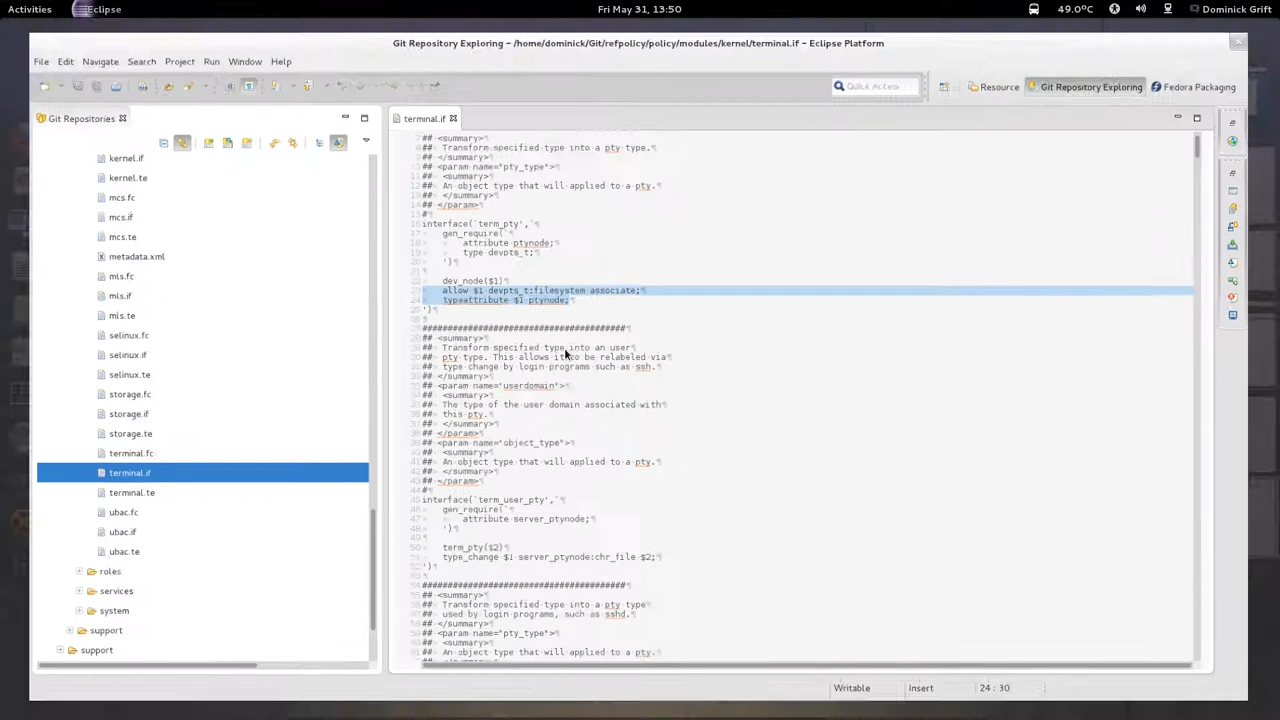 Activities Eclipse Fri May 31, 13:50 49.0°C Dominick Grift
Git Repository Exploring - /home/dominick/Git/refpolicy/policy/modules/kernel/terminal.if - Eclipse Platform
File Edit Navigate Search Project Run Window Help
Quick Access Resource Git Repository Exploring Fedora Packaging
Git Repositories
kernel.if
kernel.te
mcs.fc
mcs.if
mcs.te
metadata.xml
mls.fc
mls.if
mls.te
selinux.fc
selinux.if
selinux.te
storage.fc
storage.if
storage.te
terminal.fc
terminal.if
terminal.te
ubac.fc
ubac.if
ubac.te
roles
services
system
support
support
terminal.if
## <summary>
## Transform specified type into a pty type.
## </summary>
## <param name="pty_type">
## <summary>
## An object type that will applied to a pty.
## </summary>
## </param>
#
interface(`term_pty',`
gen_require(`
attribute ptynode;
type devpts_t;
')
dev_node($1)
allow $1 devpts_t:filesystem associate;
typeattribute $1 ptynode;
')
########################################
## <summary>
## Transform specified type into an user
## pty type. This allows it to be relabeled via
## type change by login programs such as ssh.
## </summary>
## <param name="userdomain">
## <summary>
## The type of the user domain associated with
## this pty.
## </summary>
## </param>
## <param name="object_type">
## <summary>
## An object type that will applied to a pty.
## </summary>
## </param>
#
interface(`term_user_pty',`
gen_require(`
attribute server_ptynode;
')
term_pty($2)
type_change $1 server_ptynode:chr_file $2;
')
########################################
## <summary>
## Transform specified type into a pty type
## used by login programs, such as sshd.
## </summary>
## <param name="pty_type">
## <summary>
## An object type that will applied to a pty.
Writable Insert 24 : 30